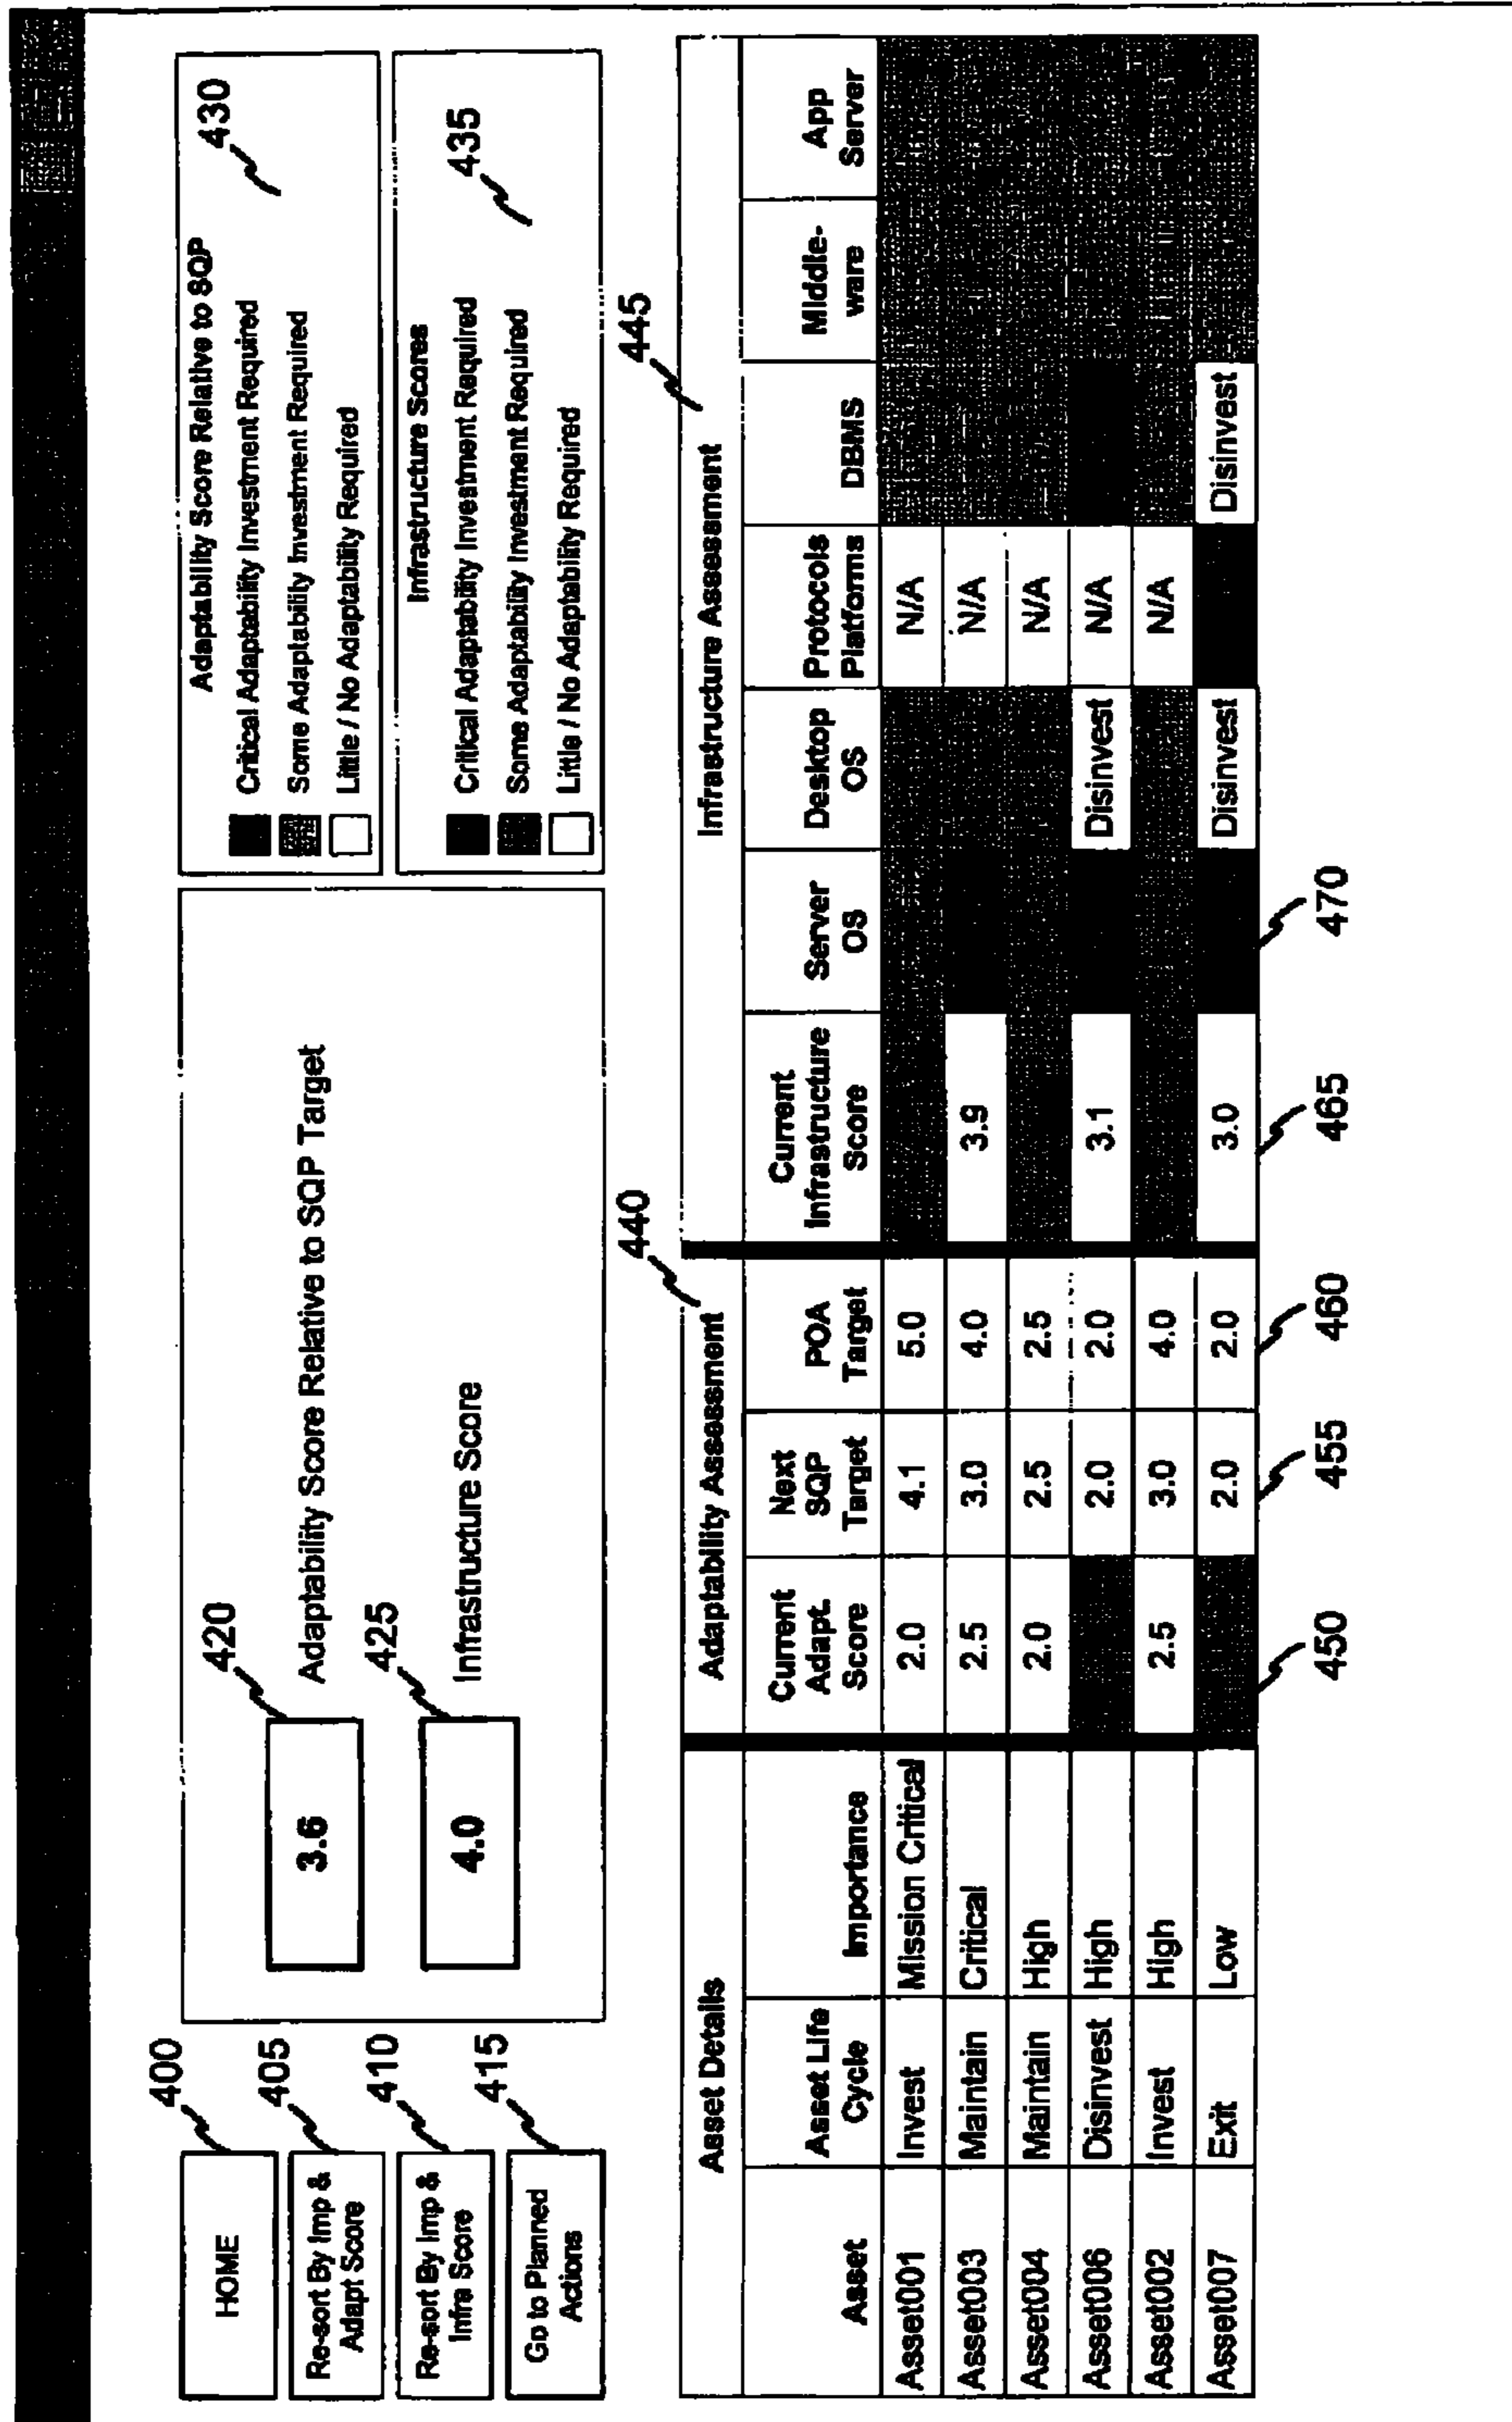 HOME
400
Re-sort By Imp &
Adapt Score
405
Re-sort By Imp &
Infra Score
410
Go to Planned
Actions
415
3.6
420
Adaptability Score Relative to SQP Target
4.0
425
Infrastructure Score
Adaptability Score Relative to SQP
430
Critical Adaptability Investment Required
Some Adaptability Investment Required
Little / No Adaptability Required
Infrastructure Scores
435
Critical Adaptability Investment Required
Some Adaptability Investment Required
Little / No Adaptability Required
440
445
Asset Details Adaptability Assessment Infrastructure Assessment
Asset
Asset Life
Cycle
Importance
Current
Adapt.
Score
Next
SQP
Target
POA
Target
Current
Infrastructure
Score
Server
OS
Desktop
OS
Protocols
Platforms
DBMS
Middle-
ware
App
Server
Asset001 Invest Mission Critical 2.0 4.1 5.0 N/A
Asset003 Maintain Critical 2.5 3.0 4.0 3.9 N/A
Asset004 Maintain High 2.0 2.5 2.5 N/A
Asset006 Disinvest High 2.0 2.0 3.1 Disinvest N/A
Asset002 Invest High 2.5 3.0 4.0 N/A
Asset007 Exit Low 2.0 2.0 3.0 Disinvest Disinvest
450 455 460 465 470